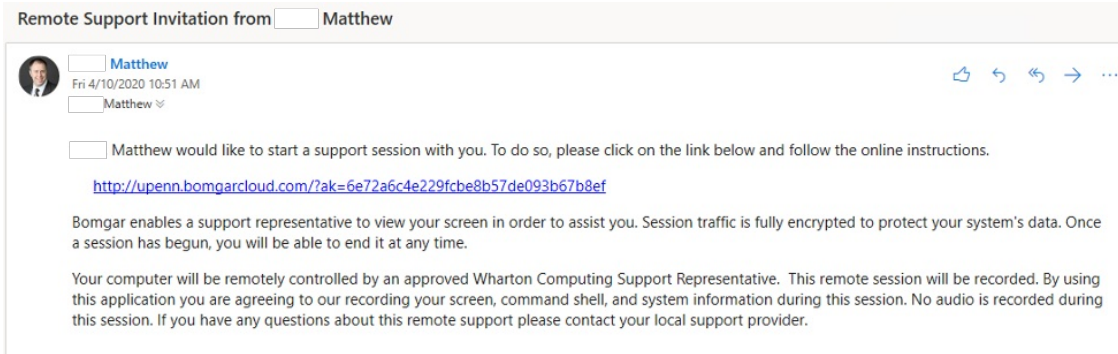 Remote Support Invitation from Matthew
Matthew
Fri 4/10/2020 10:51 AM
Matthew
Matthew would like to start a support session with you. To do so, please click on the link below and follow the online instructions.
http://upenn.bomgarcloud.com/?ak=6e72a6c4e229fcbe8b57de093b67b8ef
Bomgar enables a support representative to view your screen in order to assist you. Session traffic is fully encrypted to protect your system's data. Once
a session has begun, you will be able to end it at any time.
Your computer will be remotely controlled by an approved Wharton Computing Support Representative.  This remote session will be recorded. By using
this application you are agreeing to our recording your screen, command shell, and system information during this session. No audio is recorded during
this session. If you have any questions about this remote support please contact your local support provider.